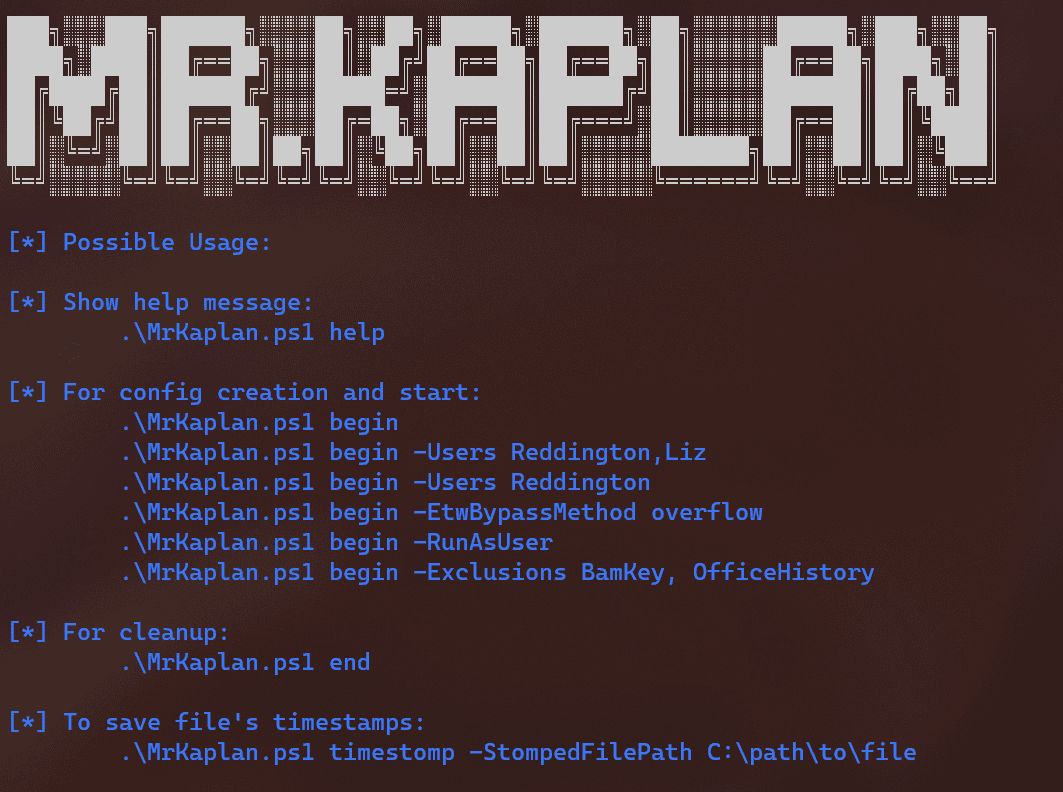 MR.KAPLAN
[*] Possible Usage:
[*] Show help message:
.\MrKaplan.ps1 help
[*] For config creation and start:
.\MrKaplan.ps1 begin
.\MrKaplan.ps1 begin -Users Reddington,Liz
.\MrKaplan.ps1 begin -Users Reddington
.\MrKaplan.ps1 begin -EtwBypassMethod overflow
.\MrKaplan.ps1 begin -RunAsUser
.\MrKaplan.ps1 begin -Exclusions BamKey, OfficeHistory
[*] For cleanup:
.\MrKaplan.ps1 end
[*] To save file's timestamps:
.\MrKaplan.ps1 timestomp -StompedFilePath C:\path\to\file